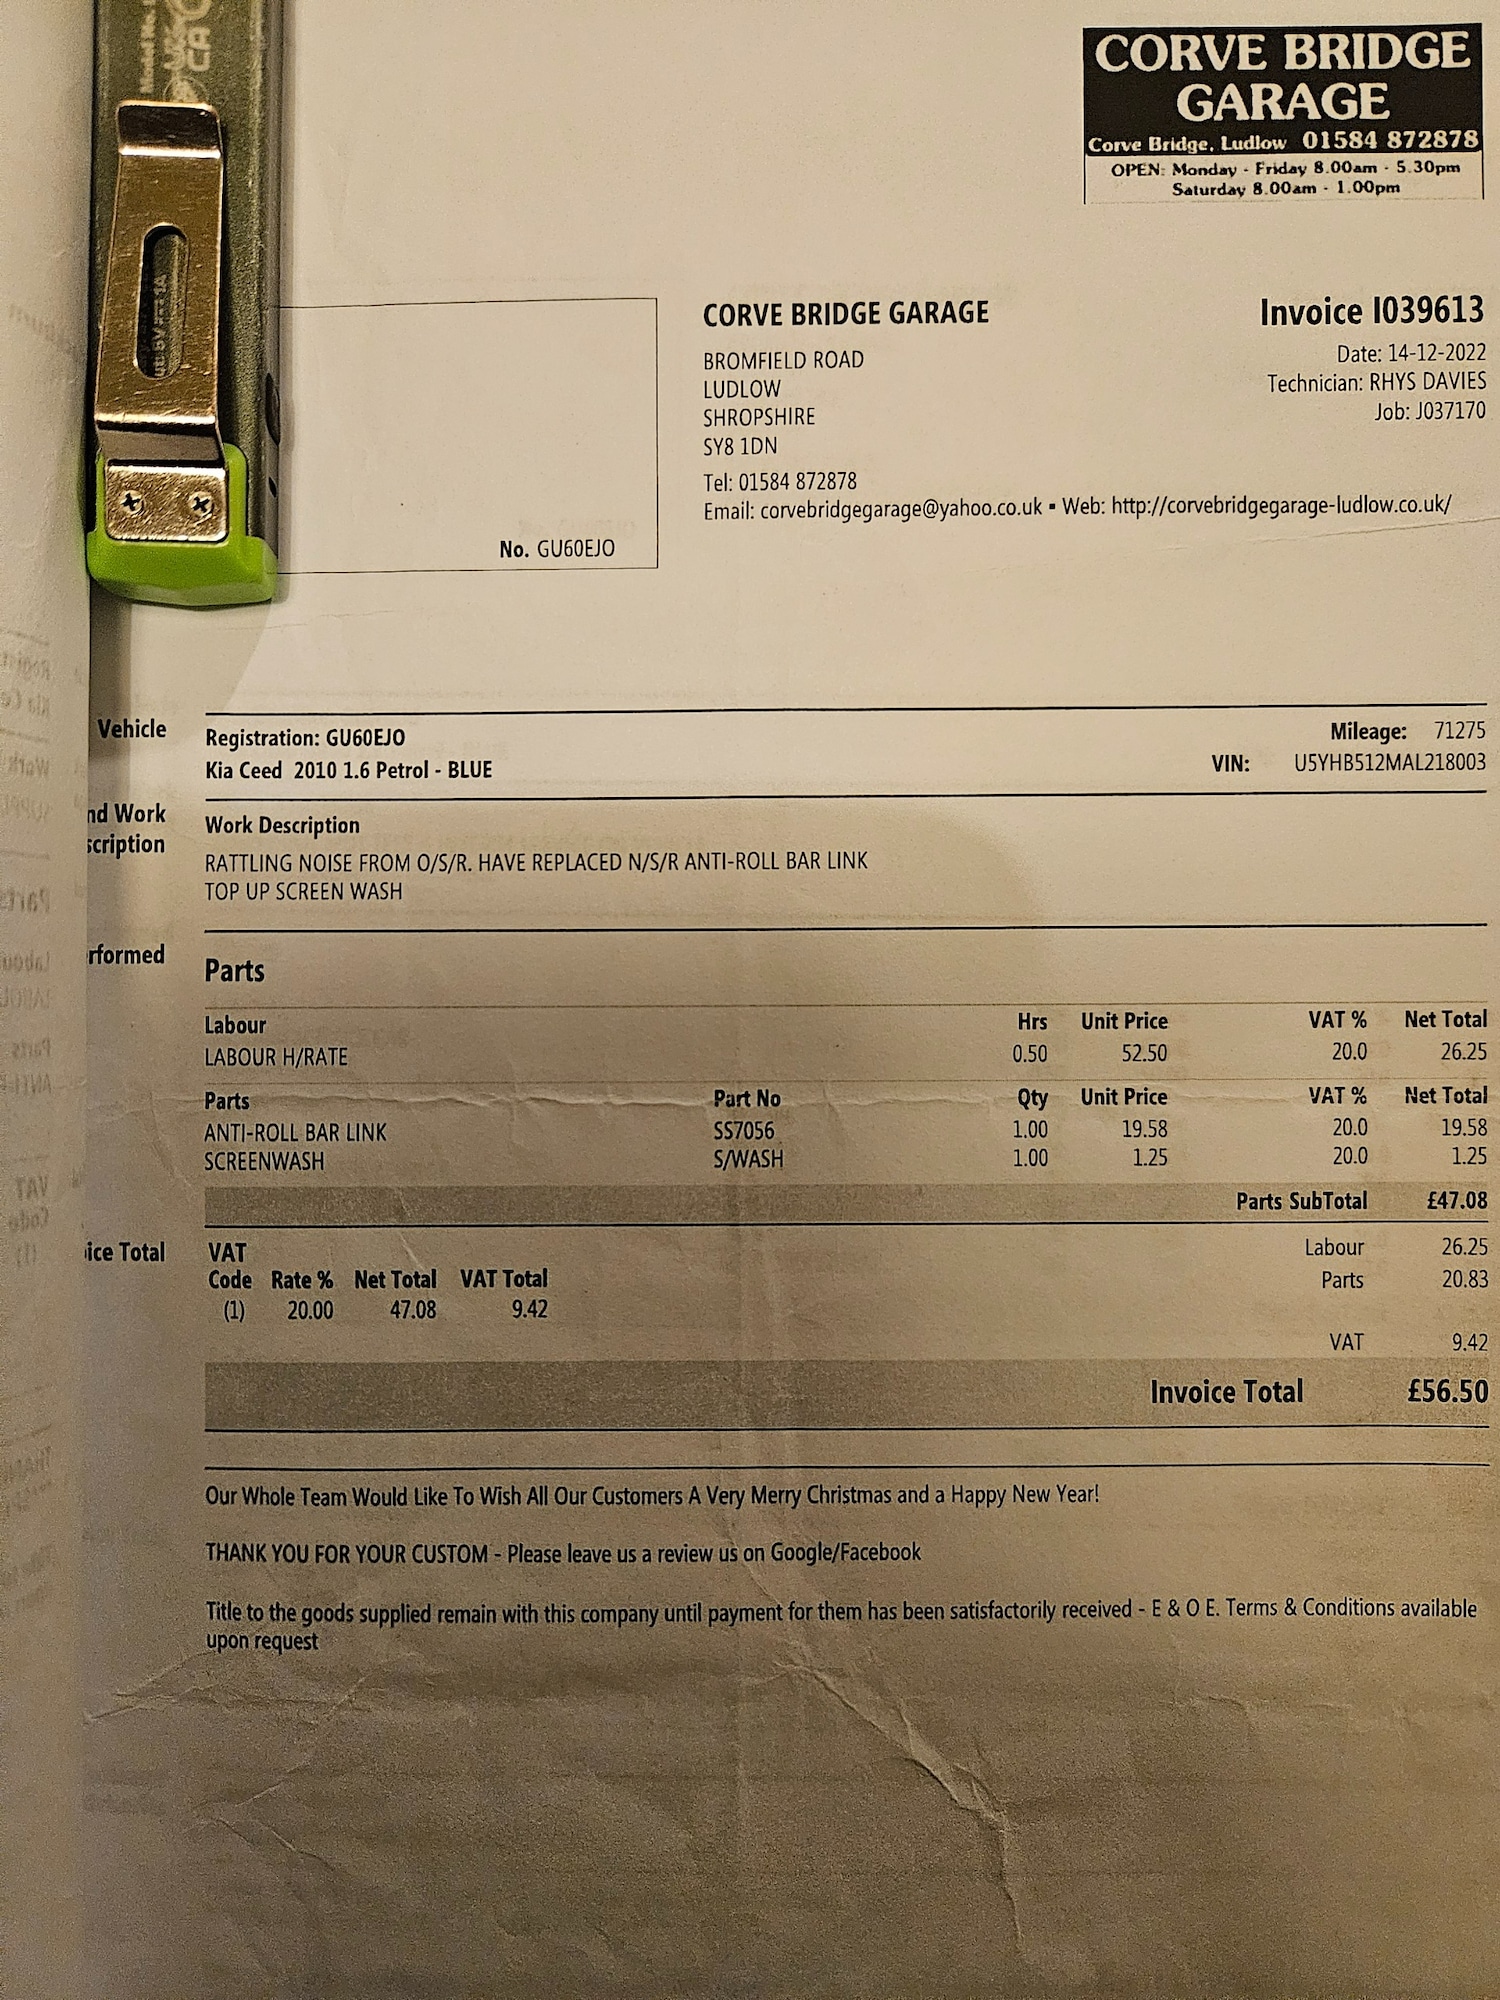 CORVE BRIDGE
GARAGE
Corve Bridge, Ludlow 01584 872878
OPEN: Monday - Friday 8.00am - 5.30pm
Saturday 8.00am - 1.00pm
Model No.
UK
CA
CORVE BRIDGE GARAGE
BROMFIELD ROAD
LUDLOW
SHROPSHIRE
SY8 1DN
Tel: 01584 872878
Email: corvebridgegarage@yahoo.co.uk ▪ Web: http://corvebridgegarage-ludlow.co.uk/
Invoice I039613
Date: 14-12-2022
Technician: RHYS DAVIES
Job: J037170
No. GU60EJO
Vehicle
Registration: GU60EJO
Mileage: 71275
Kia Ceed 2010 1.6 Petrol - BLUE
VIN: U5YHB512MAL218003
nd Work
scription
Work Description
RATTLING NOISE FROM O/S/R. HAVE REPLACED N/S/R ANTI-ROLL BAR LINK
TOP UP SCREEN WASH
rformed
Parts
Labour Hrs Unit Price VAT % Net Total
LABOUR H/RATE 0.50 52.50 20.0 26.25
Parts Part No Qty Unit Price VAT % Net Total
ANTI-ROLL BAR LINK SS7056 1.00 19.58 20.0 19.58
SCREENWASH S/WASH 1.00 1.25 20.0 1.25
Parts SubTotal £47.08
ice Total
VAT
Code Rate % Net Total VAT Total
(1) 20.00 47.08 9.42
Labour 26.25
Parts 20.83
VAT 9.42
Invoice Total £56.50
Our Whole Team Would Like To Wish All Our Customers A Very Merry Christmas and a Happy New Year!
THANK YOU FOR YOUR CUSTOM - Please leave us a review us on Google/Facebook
Title to the goods supplied remain with this company until payment for them has been satisfactorily received - E & O E. Terms & Conditions available
upon request